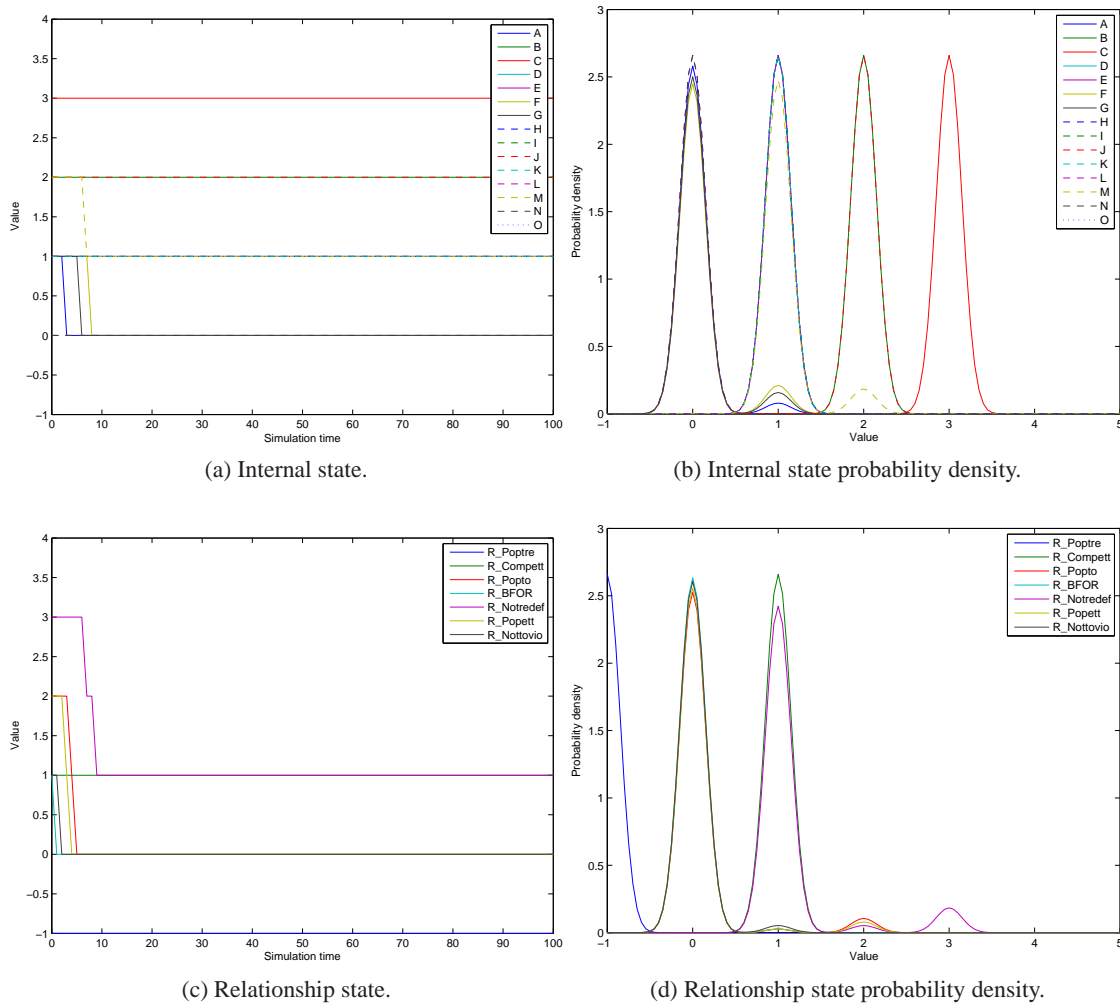 4
3.5
3
2.5
2
1.5
1
0.5
0
−0.5
−1
0 10 20 30 40 50 60 70 80 90 100
Value
Simulation time
A
B
C
D
E
F
G
H
I
J
K
L
M
N
O
(a) Internal state.
3
2.5
2
1.5
1
0.5
0
−1 0 1 2 3 4 5
Probability density
Value
A
B
C
D
E
F
G
H
I
J
K
L
M
N
O
(b) Internal state probability density.
4
3.5
3
2.5
2
1.5
1
0.5
0
−0.5
−1
0 10 20 30 40 50 60 70 80 90 100
Value
Simulation time
R_Poptre
R_Compett
R_Popto
R_BFOR
R_Notredef
R_Popett
R_Nottovio
(c) Relationship state.
3
2.5
2
1.5
1
0.5
0
−1 0 1 2 3 4 5
Probability density
Value
R_Poptre
R_Compett
R_Popto
R_BFOR
R_Notredef
R_Popett
R_Nottovio
(d) Relationship state probability density.